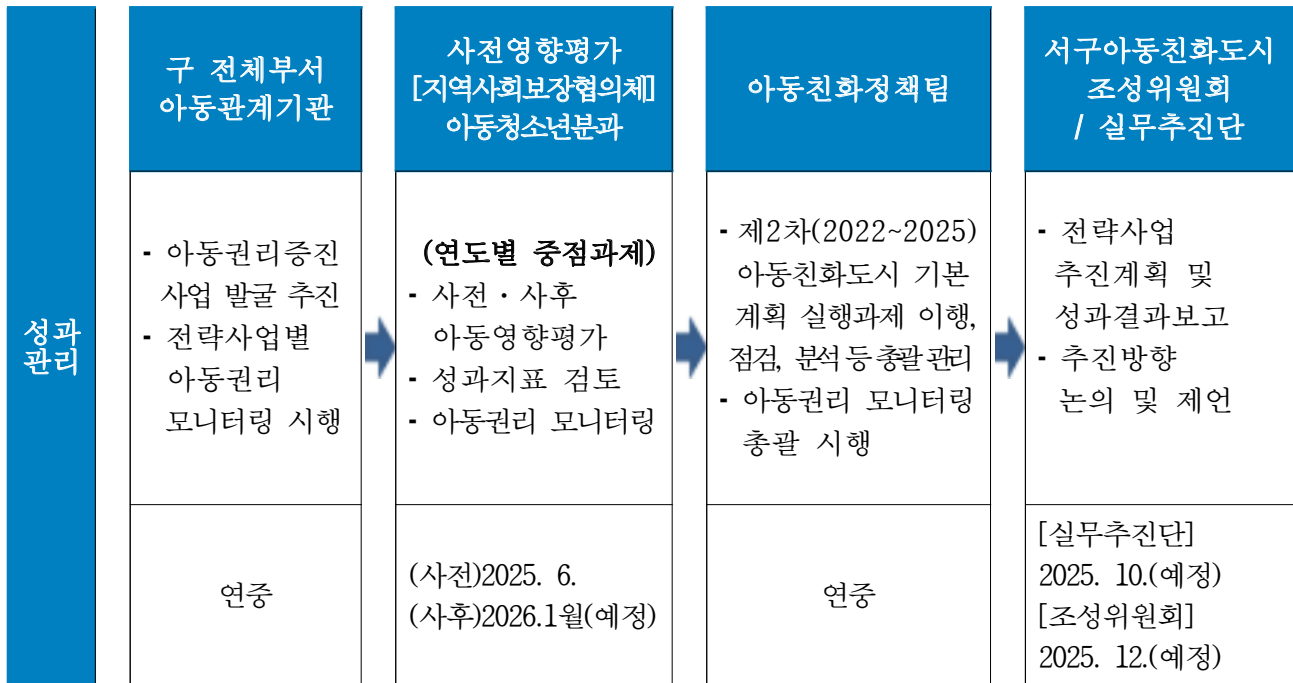 성과
관리
구 전체부서
아동관계기관
- 아동권리증진
사업 발굴 추진
- 전략사업별
아동권리
모니터링 시행
연중
사전영향평가
[지역사회보장협의체]
아동청소년분과
(연도별 중점과제)
- 사전·사후
아동영향평가
- 성과지표 검토
- 아동권리 모니터링
(사전)2025. 6.
(사후)2026.1월(예정)
아동친화정책팀
- 제2차(2022~2025)
아동친화도시 기본
계획 실행과제 이행,
점검, 분석 등 총괄 관리
- 아동권리 모니터링
총괄 시행
연중
서구아동친화도시
조성위원회
/ 실무추진단
- 전략사업
추진계획 및
성과결과보고
- 추진방향
논의 및 제언
[실무추진단]
2025. 10.(예정)
[조성위원회]
2025. 12.(예정)